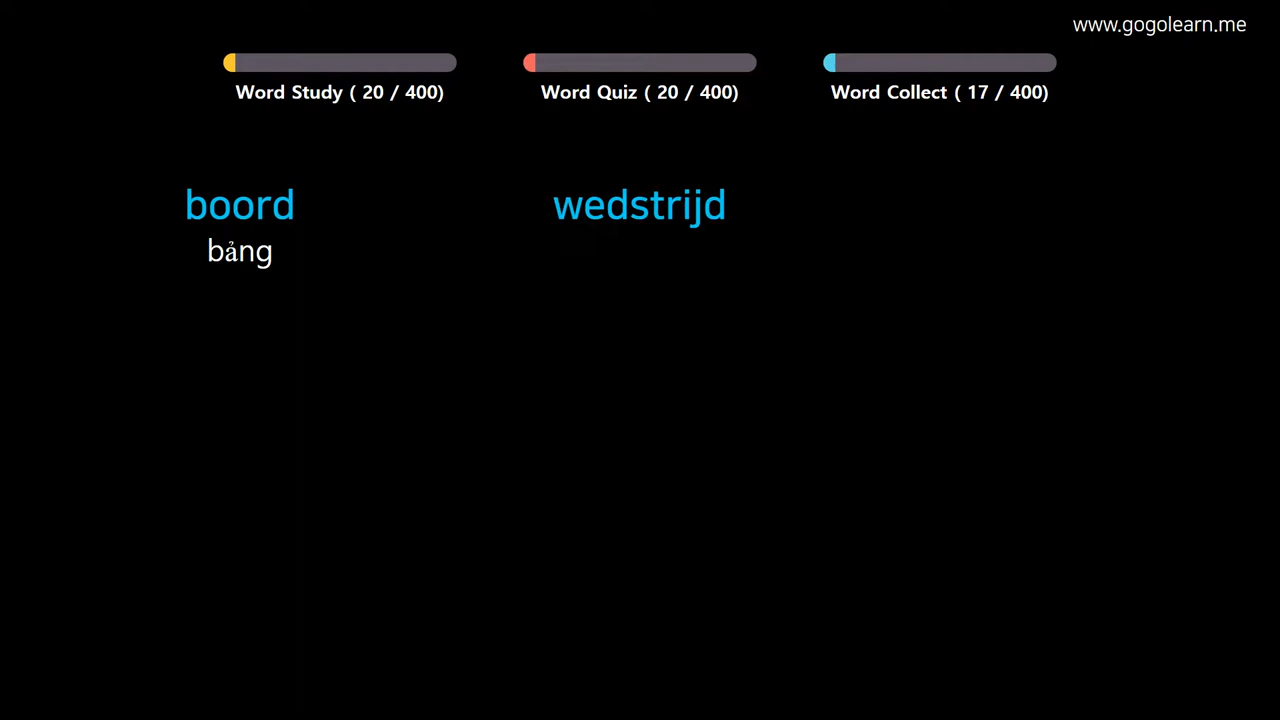 www.gogolearn.me
Word Study ( 20 / 400)
Word Quiz ( 20 / 400)
Word Collect ( 17 / 400)
boord
wedstrijd
bảng